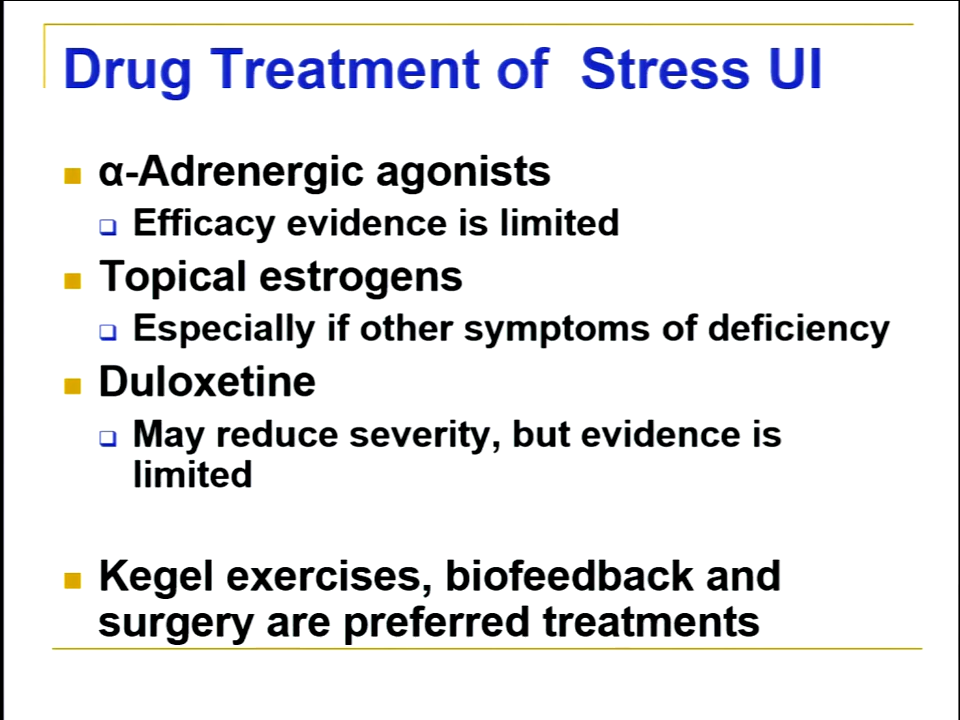 Drug Treatment of Stress UI
α-Adrenergic agonists
Efficacy evidence is limited
Topical estrogens
Especially if other symptoms of deficiency
Duloxetine
May reduce severity, but evidence is
limited
Kegel exercises, biofeedback and
surgery are preferred treatments